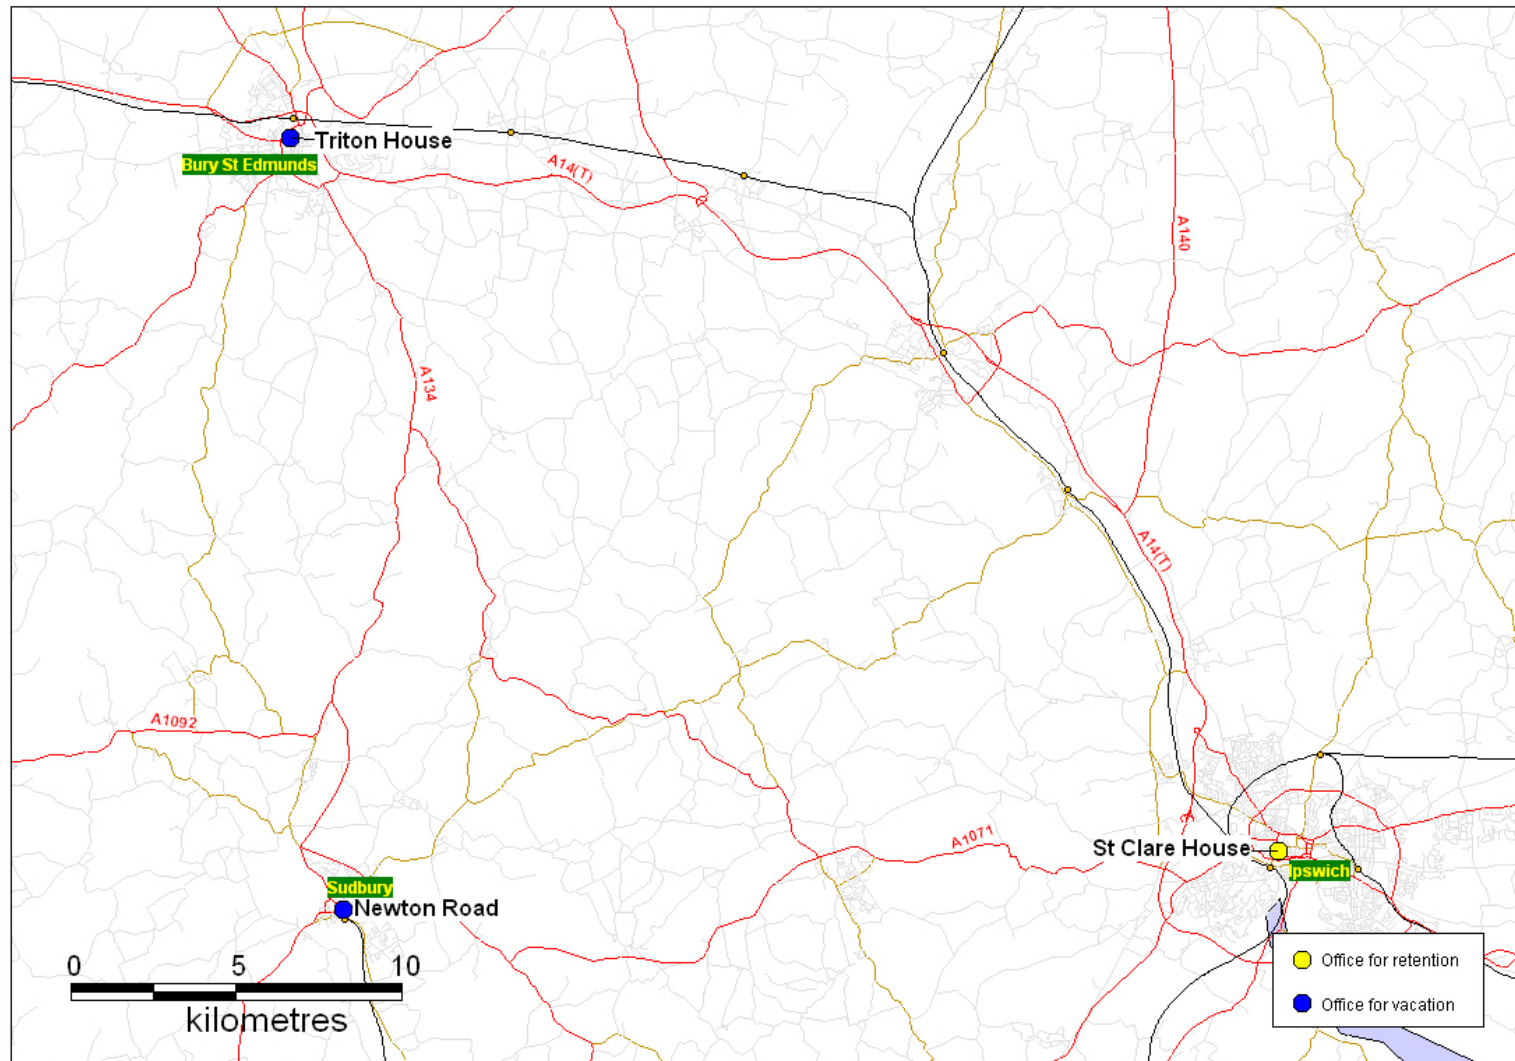 Triton House
Bury St Edmunds
A14(T)
A140
A134
A14(T)
A1092
A1071
St Clare House
Ipswich
Sudbury
Newton Road
0 5 10
kilometres
Office for retention
Office for vacation